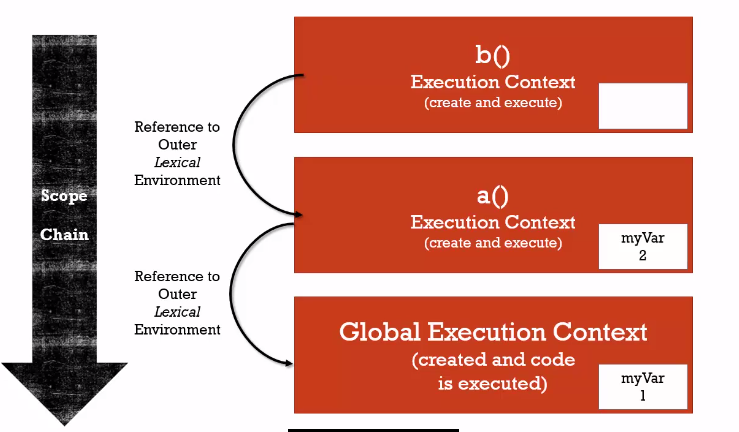 b()
Execution Context
(create and execute)
Reference to
Outer
Lexical
Environment
Scope
Chain
a()
Execution Context
(create and execute)
myVar
2
Reference to
Outer
Lexical
Environment
Global Execution Context
(created and code
is executed)
myVar
1